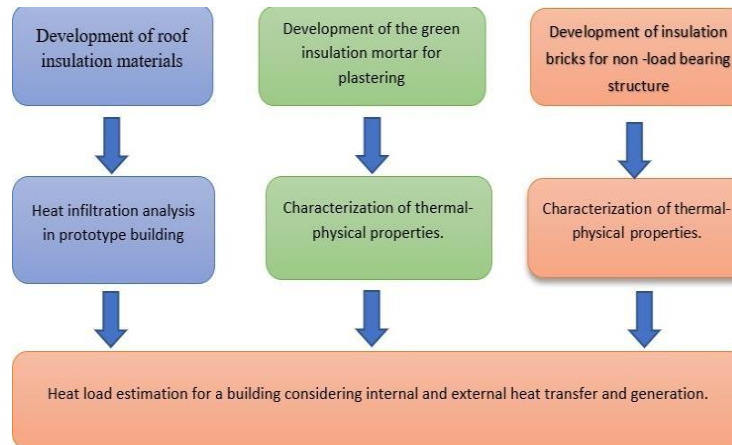 Development of roof
insulation materials
Development of the green
insulation mortar for
plastering
Development of insulation
bricks for non -load bearing
structure
Heat infiltration analysis
in prototype building
Characterization of thermal-
physical properties.
Characterization of thermal-
physical properties.
Heat load estimation for a building considering internal and external heat transfer and generation.